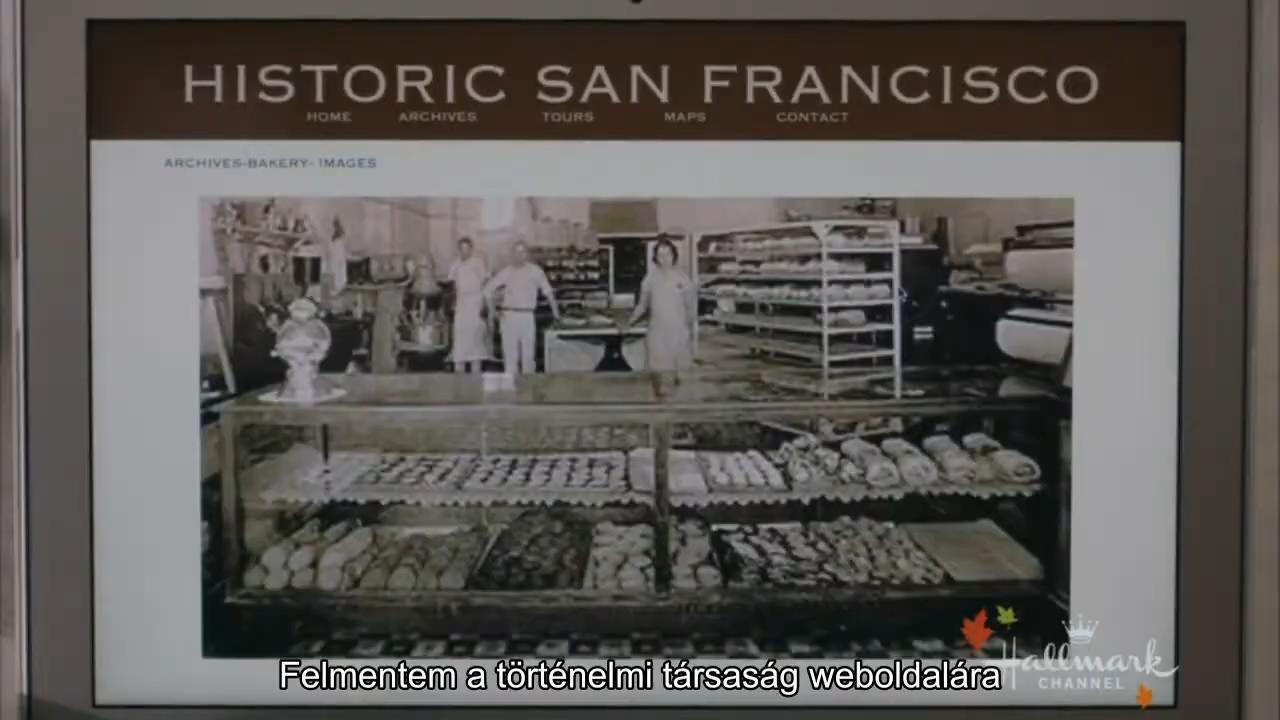 HISTORIC SAN FRANCISCO
HOME ARCHIVES TOURS MAPS CONTACT
ARCHIVES-BAKERY- IMAGES
Hallmark
CHANNEL
Felmentem a történelmi társaság weboldalára